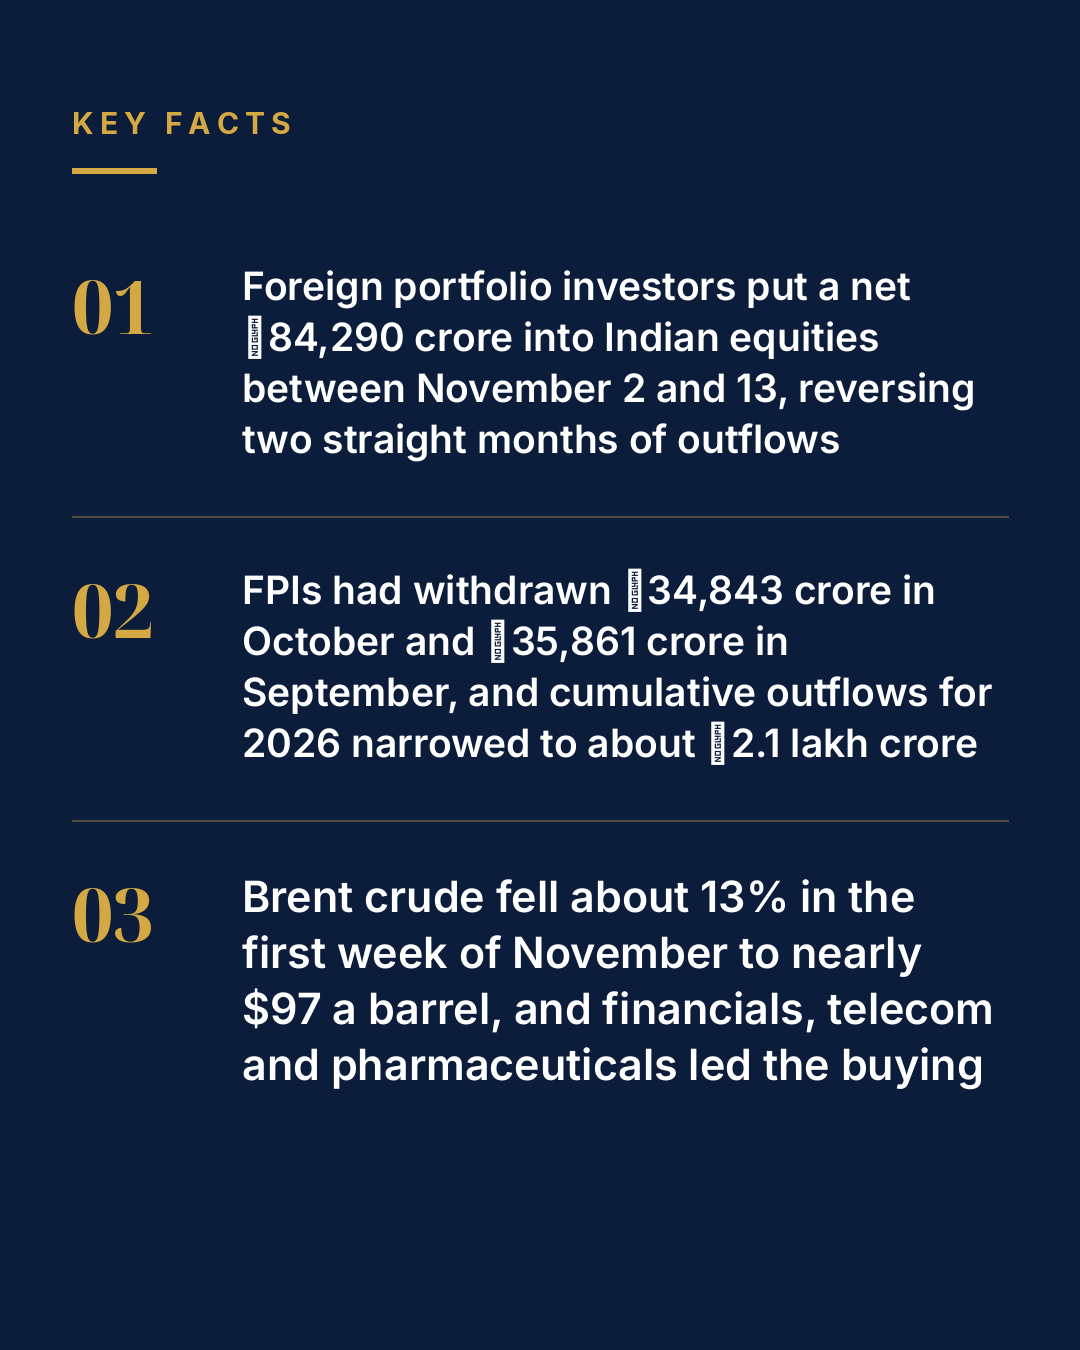 KEY FACTS
01
Foreign portfolio investors put a net
84,290 crore into Indian equities
between November 2 and 13, reversing
two straight months of outflows
02
FPIs had withdrawn 34,843 crore in
October and 35,861 crore in
September, and cumulative outflows for
2026 narrowed to about 2.1 lakh crore
03
Brent crude fell about 13% in the
first week of November to nearly
$97 a barrel, and financials, telecom
and pharmaceuticals led the buying